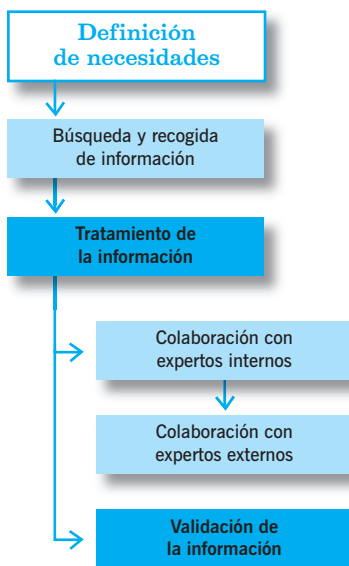 Definición
de necesidades
Búsqueda y recogida
de información
Tratamiento de
la información
Colaboración con
expertos internos
Colaboración con
expertos externos
Validación de
la información